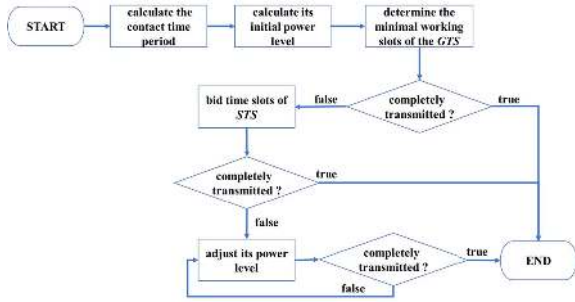 START
calculate the
contact time
period
calculate its
initial power
level
determine the
minimal working
slots of the GTS
completely
transmitted ?
false
true
bid time slots of
STS
completely
transmitted ?
true
false
adjust its power
level
completely
transmitted ?
true
false
END